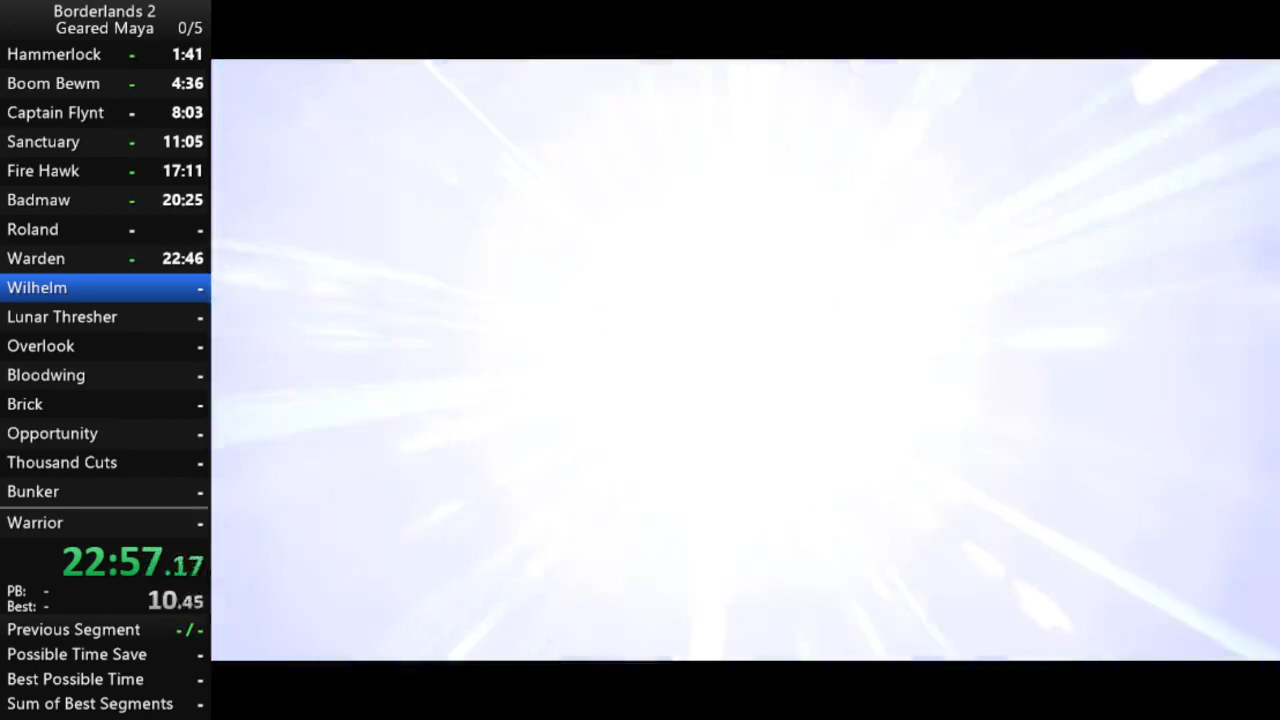 Borderlands 2
Geared Maya 0/5
Hammerlock - 1:41
Boom Bewm - 4:36
Captain Flynt - 8:03
Sanctuary - 11:05
Fire Hawk - 17:11
Badmaw - 20:25
Roland - -
Warden - 22:46
Wilhelm -
Lunar Thresher -
Overlook -
Bloodwing -
Brick -
Opportunity -
Thousand Cuts -
Bunker -
Warrior -
22:57.17
PB: - 10.45
Best: -
Previous Segment - / -
Possible Time Save -
Best Possible Time -
Sum of Best Segments -